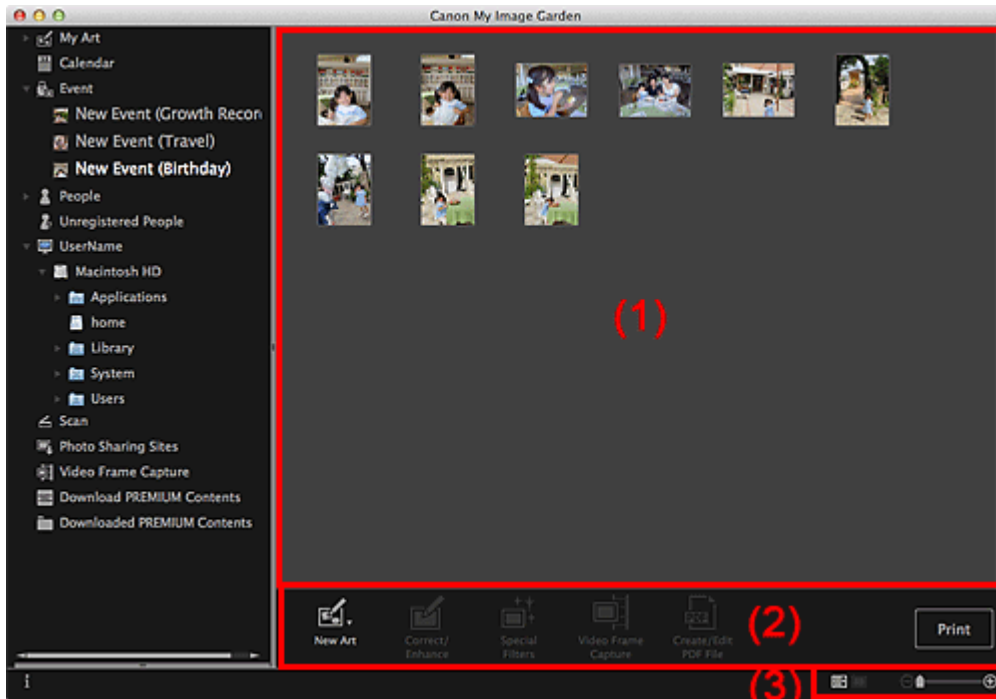 Canon My Image Garden
My Art
Calendar
Event
New Event (Growth Recor
New Event (Travel)
New Event (Birthday)
People
Unregistered People
UserName
Macintosh HD
Applications
home
Library
System
Users
Scan
Photo Sharing Sites
Video Frame Capture
Download PREMIUM Contents
Downloaded PREMIUM Contents
(1)
New Art
Correct/
Enhance
Special
Filters
Video Frame
Capture
PDF
Create/Edit
PDF File
(2)
Print
(3)